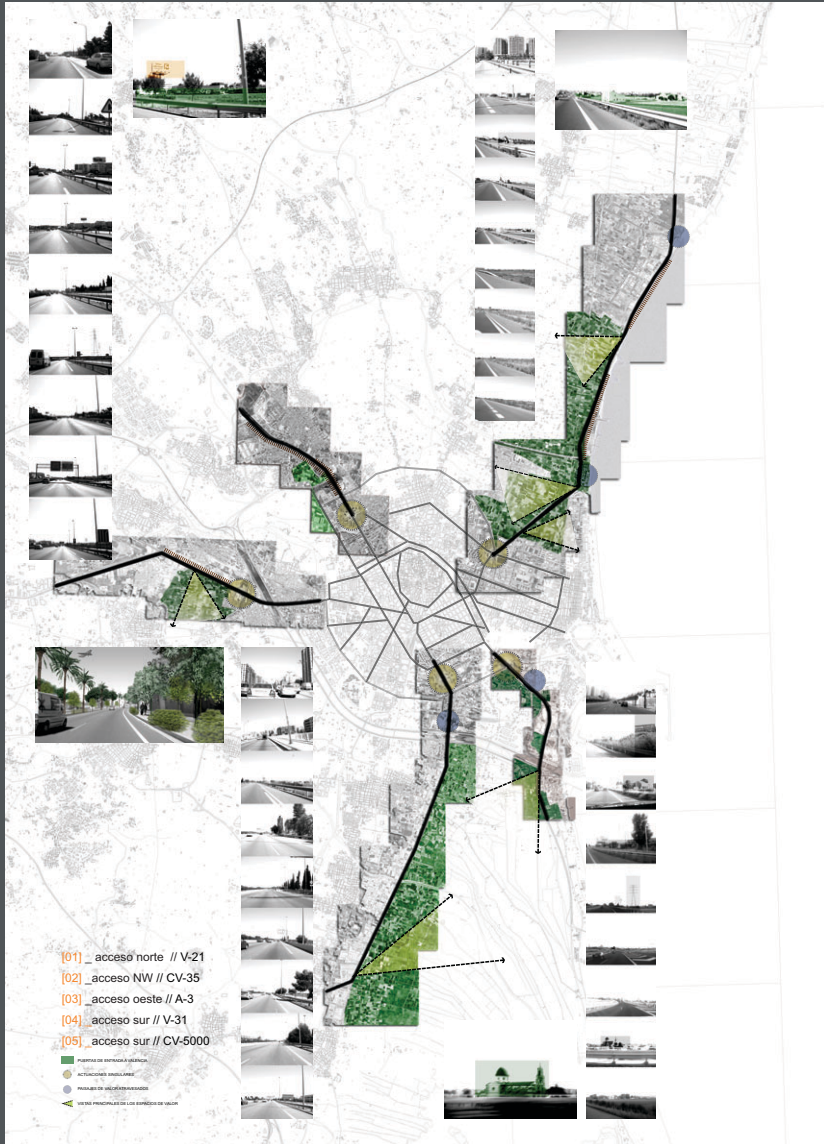 [01] _ acceso norte // V-21
[02] _acceso NW // CV-35
[03] _acceso oeste // A-3
[04] _ acceso sur // V-31
[05] _acceso sur // CV-5000
PUERTAS DE ENTRADA A VALENCIA
ACTUACIONES SINGULARES
PAISAJES DE VALOR ATRAVESADOS
VISTAS PRINCIPALES DE LOS ESPACIOS DE VALOR